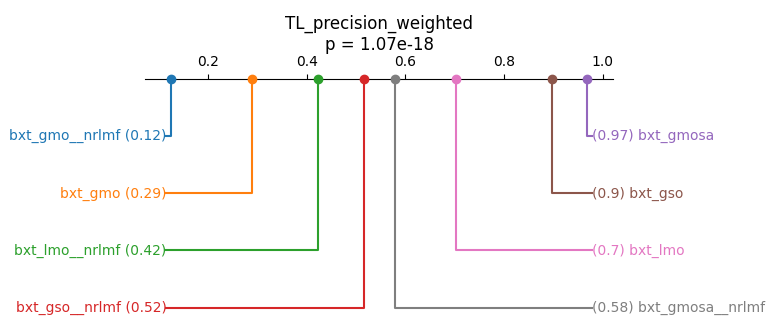 TL_precision_weighted
p = 1.07e-18
0.2 0.4 0.6 0.8 1.0
bxt_gmo__nrlmf (0.12) (0.97) bxt_gmosa
bxt_gmo (0.29) (0.9) bxt_gso
bxt_lmo__nrlmf (0.42) (0.7) bxt_lmo
bxt_gso__nrlmf (0.52) (0.58) bxt_gmosa__nrlmf